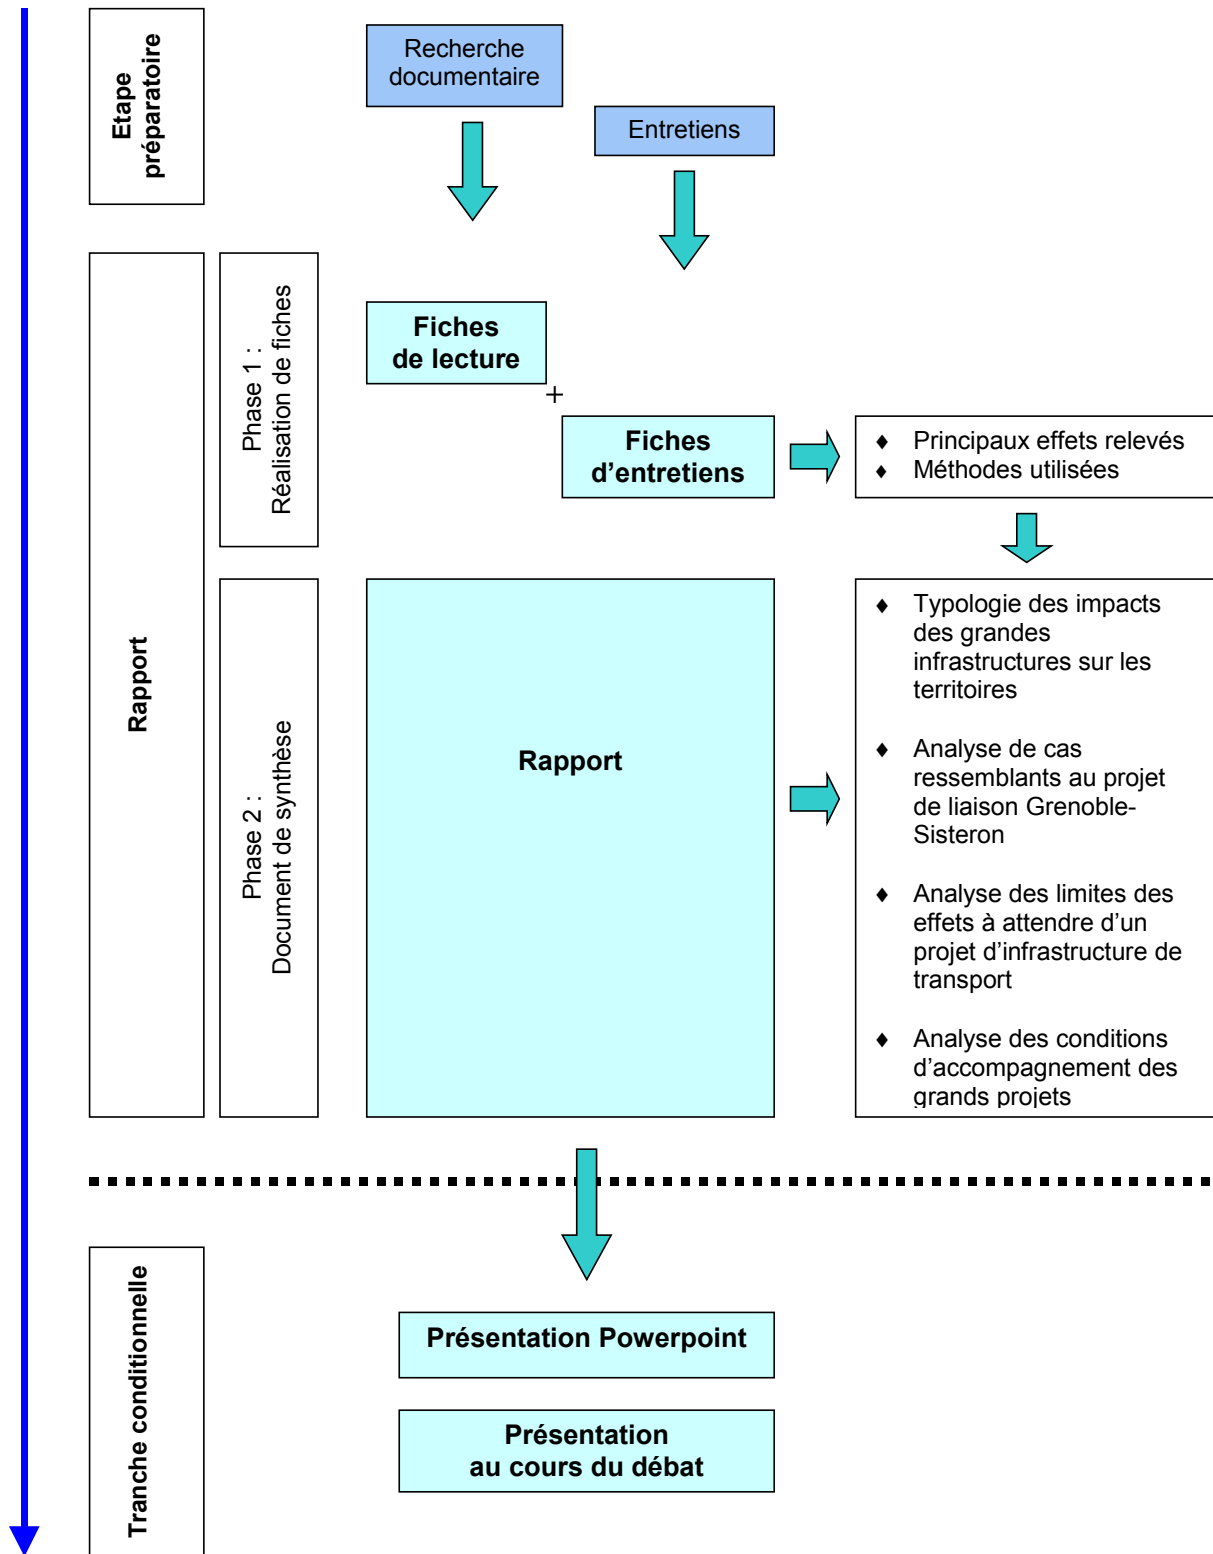 Etape
préparatoire
Recherche
documentaire
Entretiens
Rapport
Phase 1 :
Réalisation de fiches
Fiches
de lecture
+
Fiches
d’entretiens
♦ Principaux effets relevés
♦ Méthodes utilisées
Phase 2 :
Document de synthèse
Rapport
♦ Typologie des impacts
des grandes
infrastructures sur les
territoires
♦ Analyse de cas
ressemblants au projet
de liaison Grenoble-
Sisteron
♦ Analyse des limites des
effets à attendre d’un
projet d’infrastructure de
transport
♦ Analyse des conditions
d’accompagnement des
grands projets
Tranche conditionnelle
Présentation Powerpoint
Présentation
au cours du débat